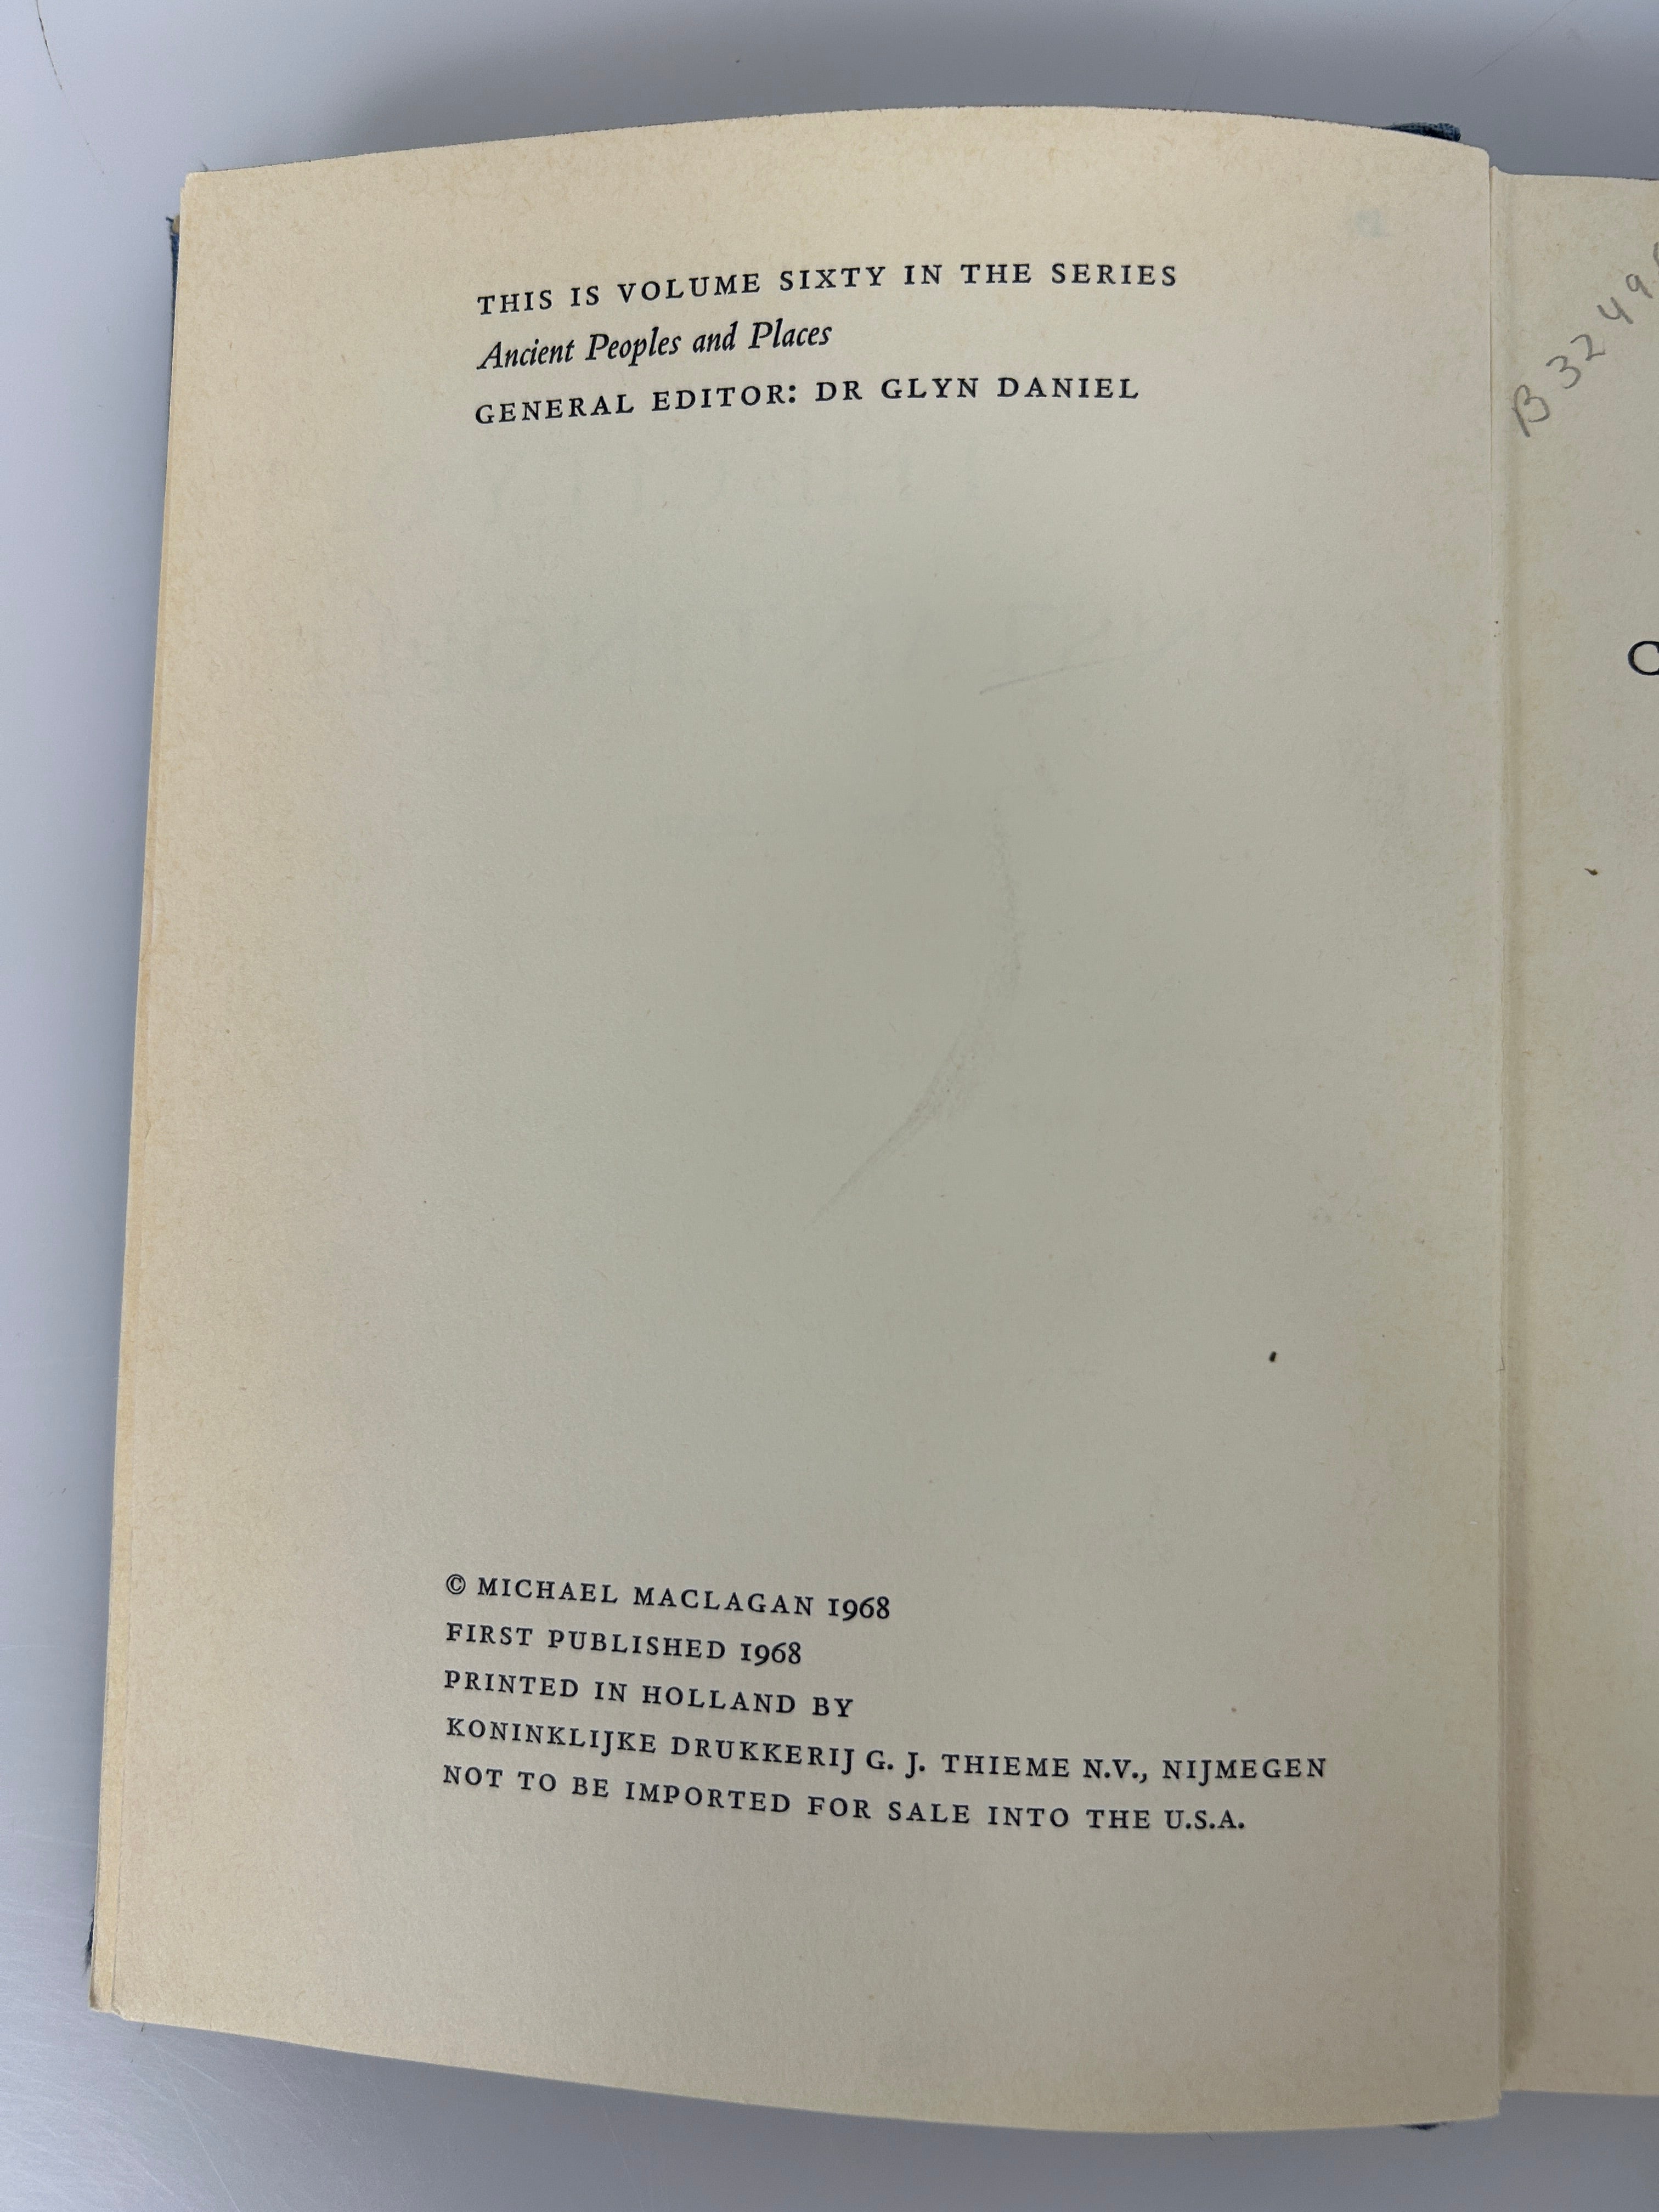 THIS IS VOLUME SIXTY IN THE SERIES
Ancient Peoples and Places
GENERAL EDITOR: DR GLYN DANIEL
© MICHAEL MACLAGAN 1968
FIRST PUBLISHED 1968
PRINTED IN HOLLAND BY
KONINKLIJKE DRUKKERIJ G. J. THIEME N.V., NIJMEGEN
NOT TO BE IMPORTED FOR SALE INTO THE U.S.A.
B 3249
C